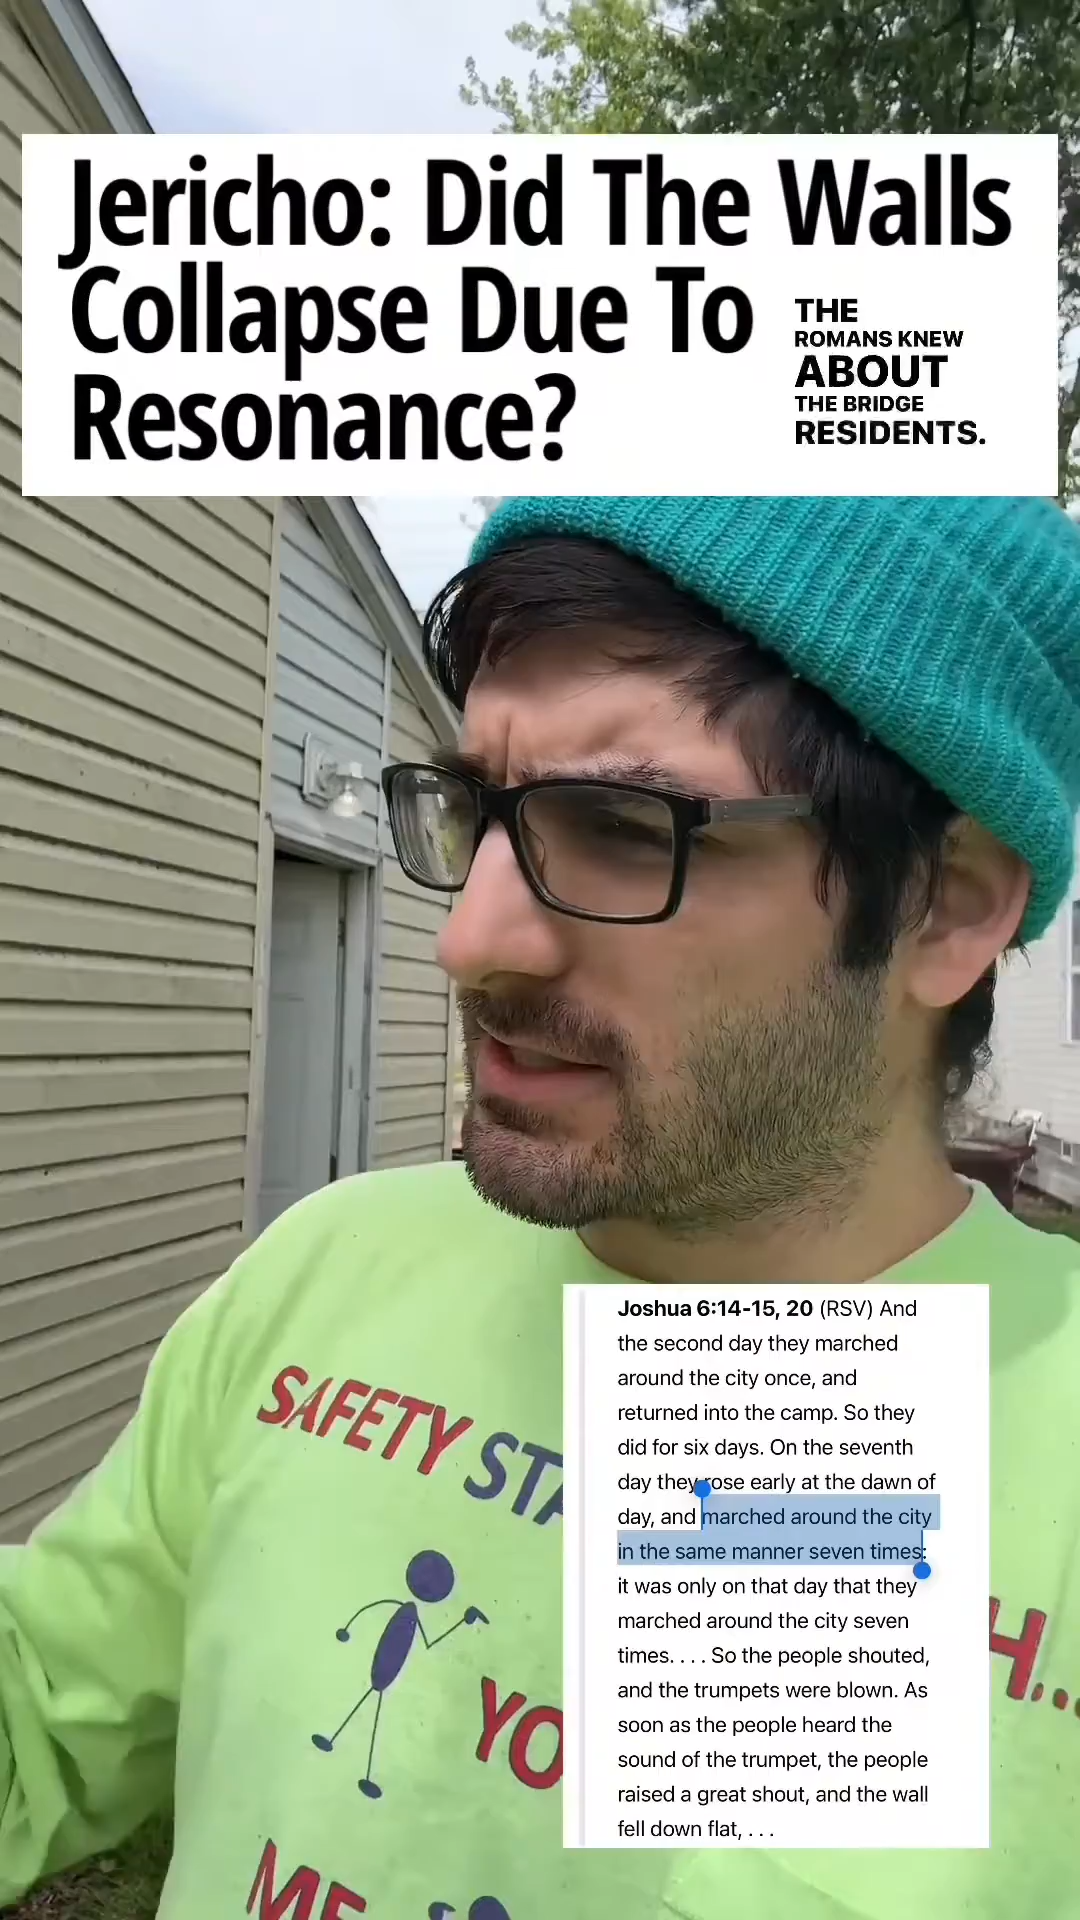 Jericho: Did The Walls
Collapse Due To
Resonance?
THE
ROMANS KNEW
ABOUT
THE BRIDGE
RESIDENTS.
Joshua 6:14-15, 20 (RSV) And
the second day they marched
around the city once, and
returned into the camp. So they
did for six days. On the seventh
day they rose early at the dawn of
day, and marched around the city
in the same manner seven times:
it was only on that day that they
marched around the city seven
times. . . . So the people shouted,
and the trumpets were blown. As
soon as the people heard the
sound of the trumpet, the people
raised a great shout, and the wall
fell down flat, . . .
SAFETY
YO
ME